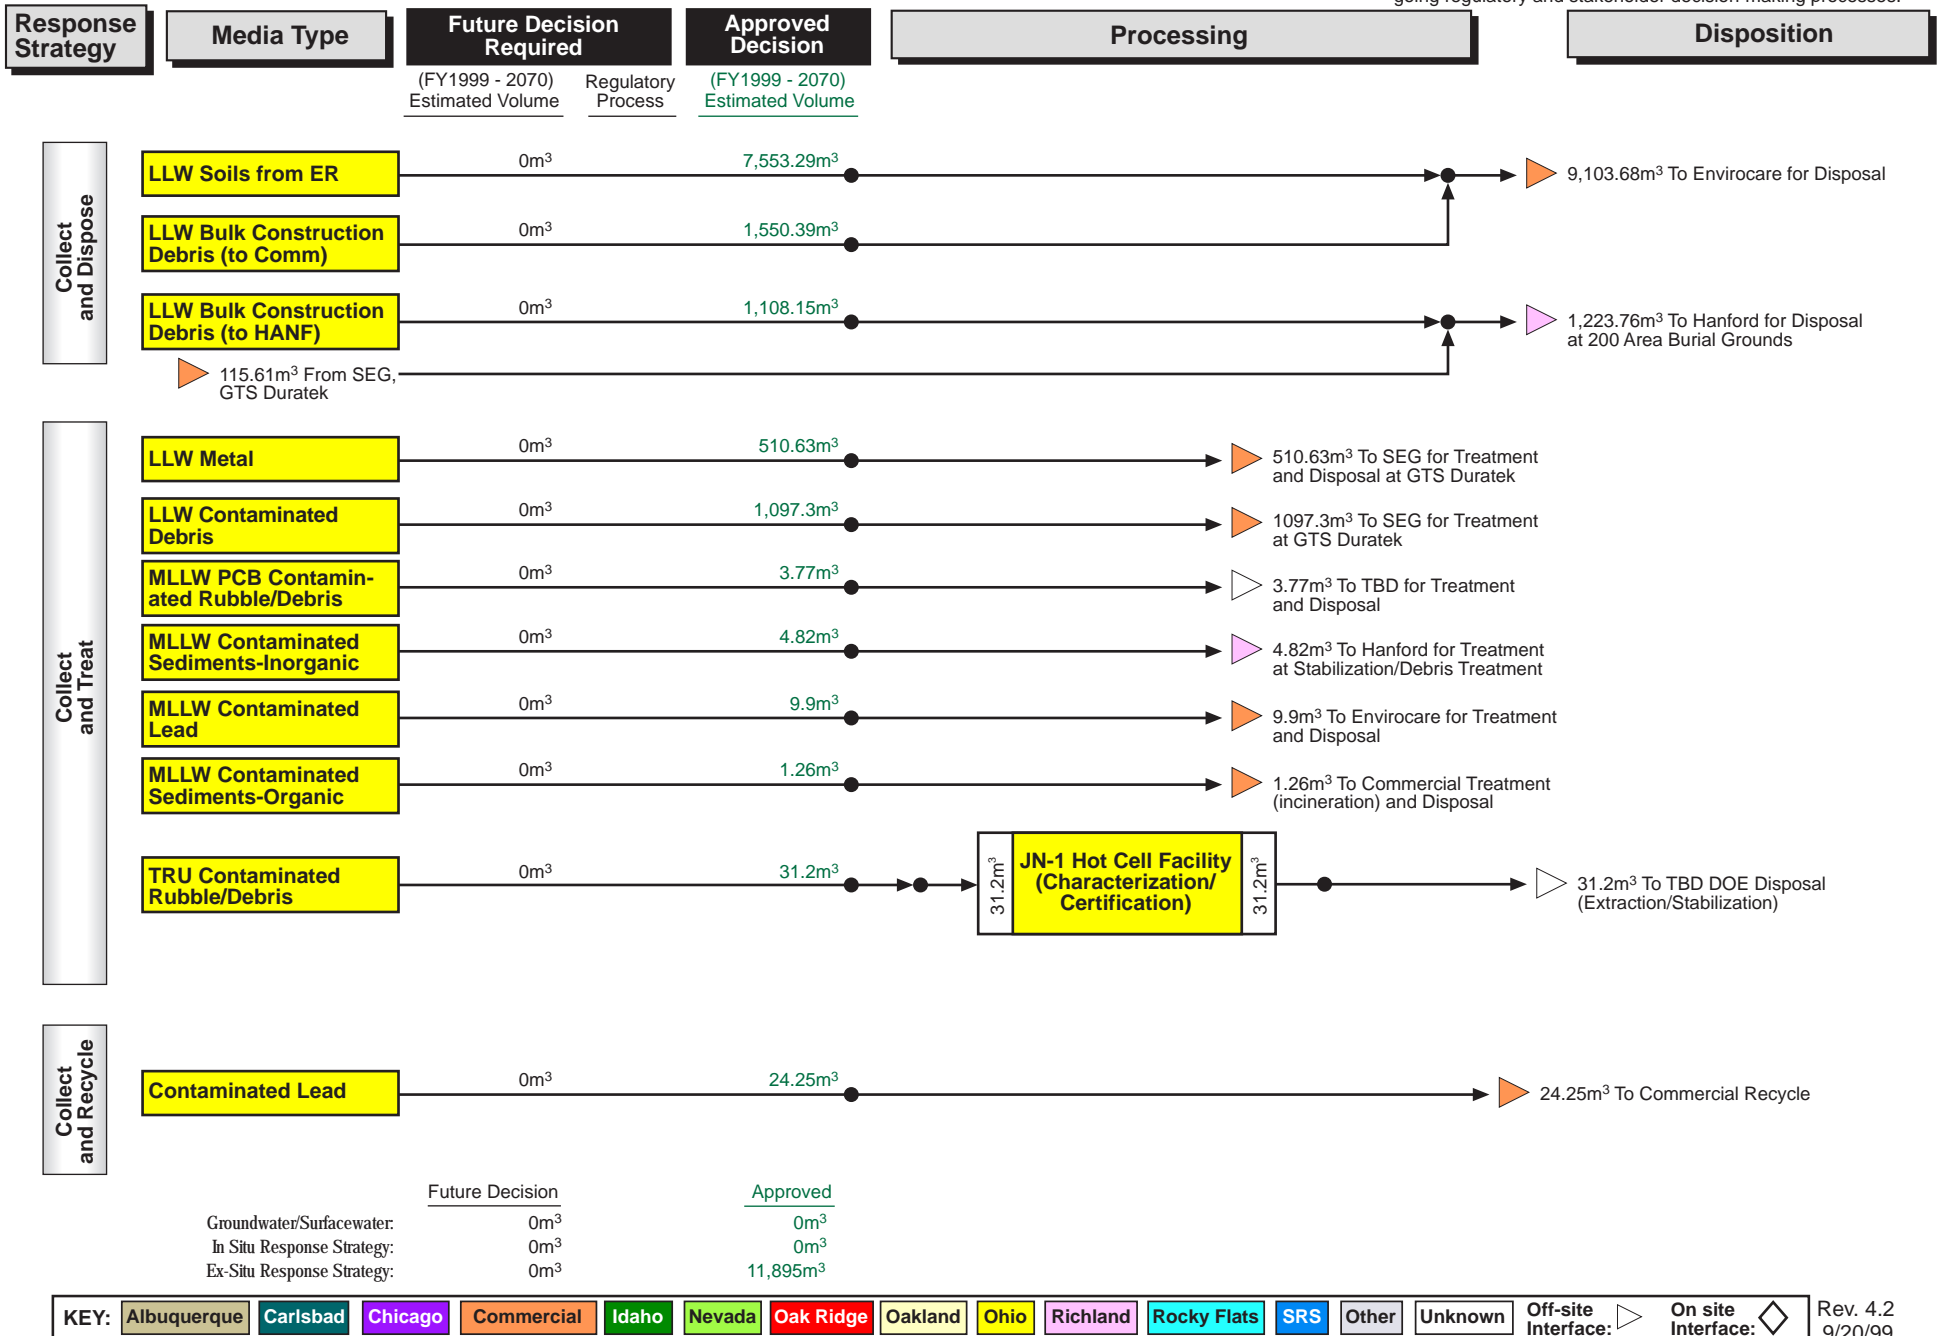 going regulatory and stakeholder decision making processes.
Response
Strategy
Media Type
Future Decision
Required
Approved
Decision
Processing
Disposition
(FY1999 - 2070)
Estimated Volume
Regulatory
Process
(FY1999 - 2070)
Estimated Volume
Collect
and Dispose
LLW Soils from ER
0m³
7,553.29m³
9,103.68m³ To Envirocare for Disposal
LLW Bulk Construction
Debris (to Comm)
0m³
1,550.39m³
LLW Bulk Construction
Debris (to HANF)
0m³
1,108.15m³
1,223.76m³ To Hanford for Disposal
at 200 Area Burial Grounds
115.61m³ From SEG,
GTS Duratek
Collect
and Treat
LLW Metal
0m³
510.63m³
510.63m³ To SEG for Treatment
and Disposal at GTS Duratek
LLW Contaminated
Debris
0m³
1,097.3m³
1097.3m³ To SEG for Treatment
at GTS Duratek
MLLW PCB Contamin-
ated Rubble/Debris
0m³
3.77m³
3.77m³ To TBD for Treatment
and Disposal
MLLW Contaminated
Sediments-Inorganic
0m³
4.82m³
4.82m³ To Hanford for Treatment
at Stabilization/Debris Treatment
MLLW Contaminated
Lead
0m³
9.9m³
9.9m³ To Envirocare for Treatment
and Disposal
MLLW Contaminated
Sediments-Organic
0m³
1.26m³
1.26m³ To Commercial Treatment
(incineration) and Disposal
TRU Contaminated
Rubble/Debris
0m³
31.2m³
31.2m³
JN-1 Hot Cell Facility
(Characterization/
Certification)
31.2m³
31.2m³ To TBD DOE Disposal
(Extraction/Stabilization)
Collect
and Recycle
Contaminated Lead
0m³
24.25m³
24.25m³ To Commercial Recycle
Future Decision
Approved
Groundwater/Surfacewater:
0m³
0m³
In Situ Response Strategy:
0m³
0m³
Ex-Situ Response Strategy:
0m³
11,895m³
KEY:
Albuquerque
Carlsbad
Chicago
Commercial
Idaho
Nevada
Oak Ridge
Oakland
Ohio
Richland
Rocky Flats
SRS
Other
Unknown
Off-site
Interface:
On site
Interface:
Rev. 4.2
9/20/99